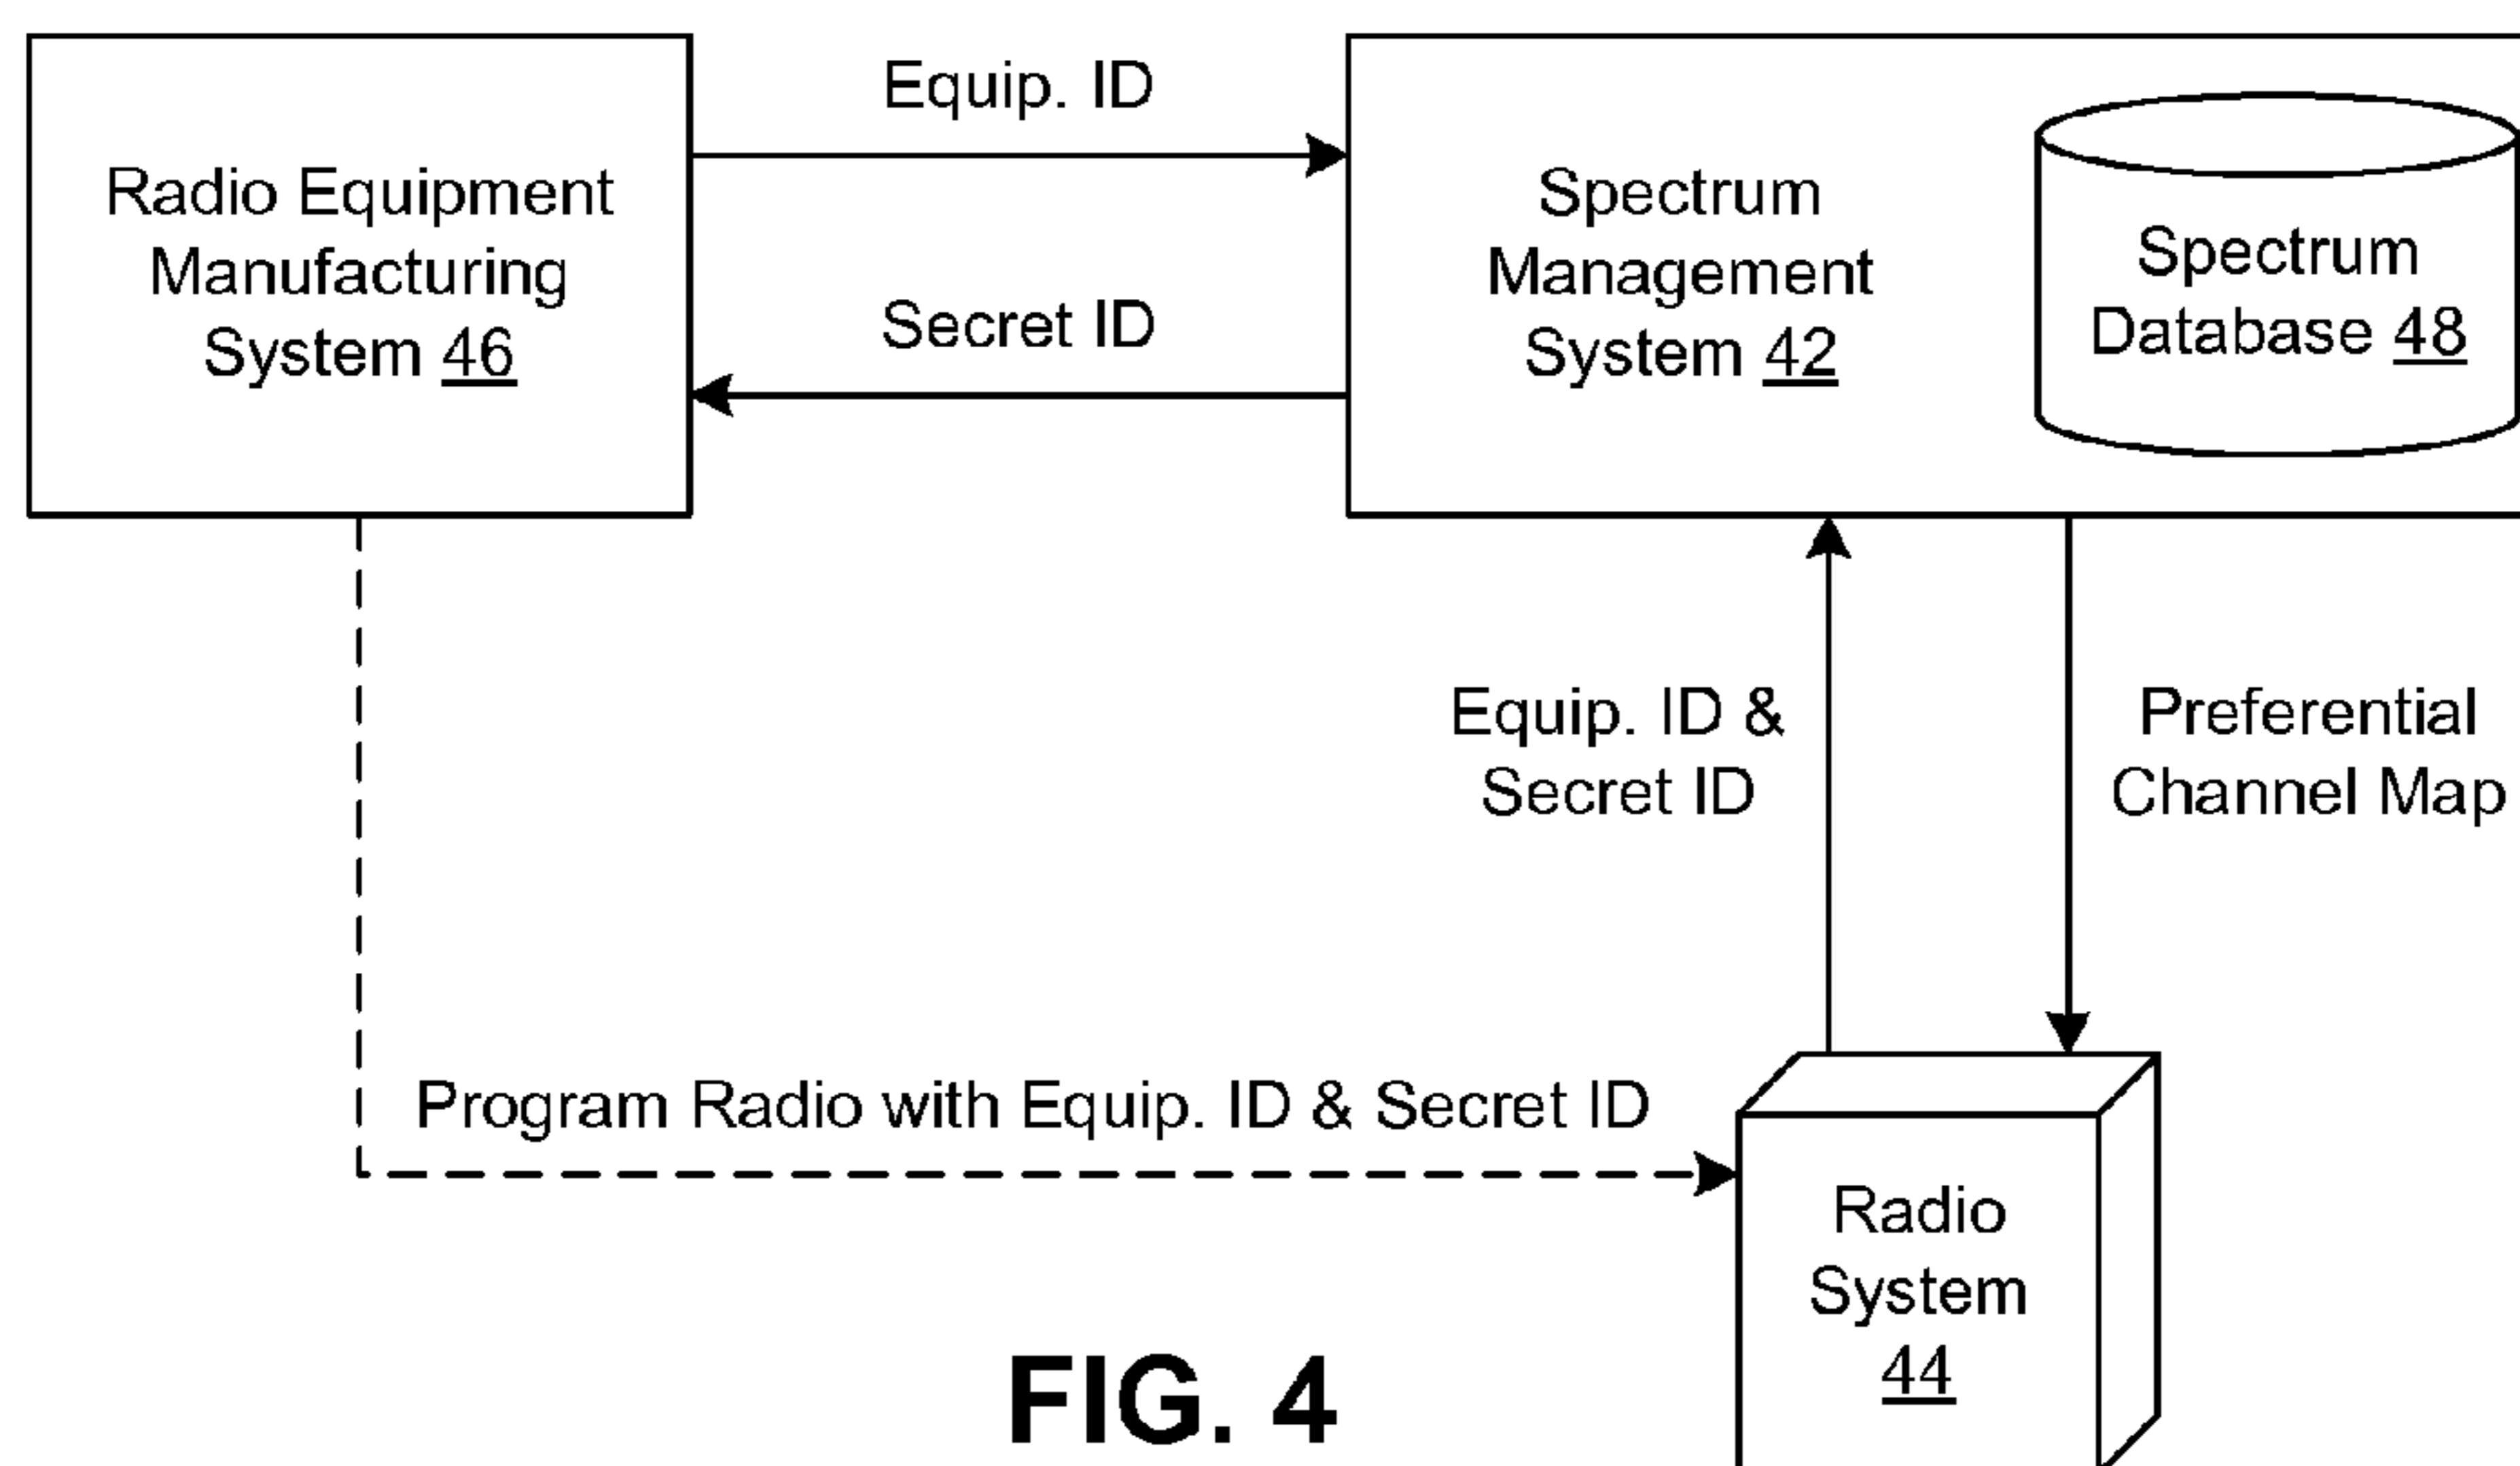 Equip. ID
Radio Equipment
Manufacturing
System 46
Secret ID
Spectrum
Management
System 42
Spectrum
Database 48
Equip. ID &
Secret ID
Preferential
Channel Map
Program Radio with Equip. ID & Secret ID
Radio
System
44
FIG. 4